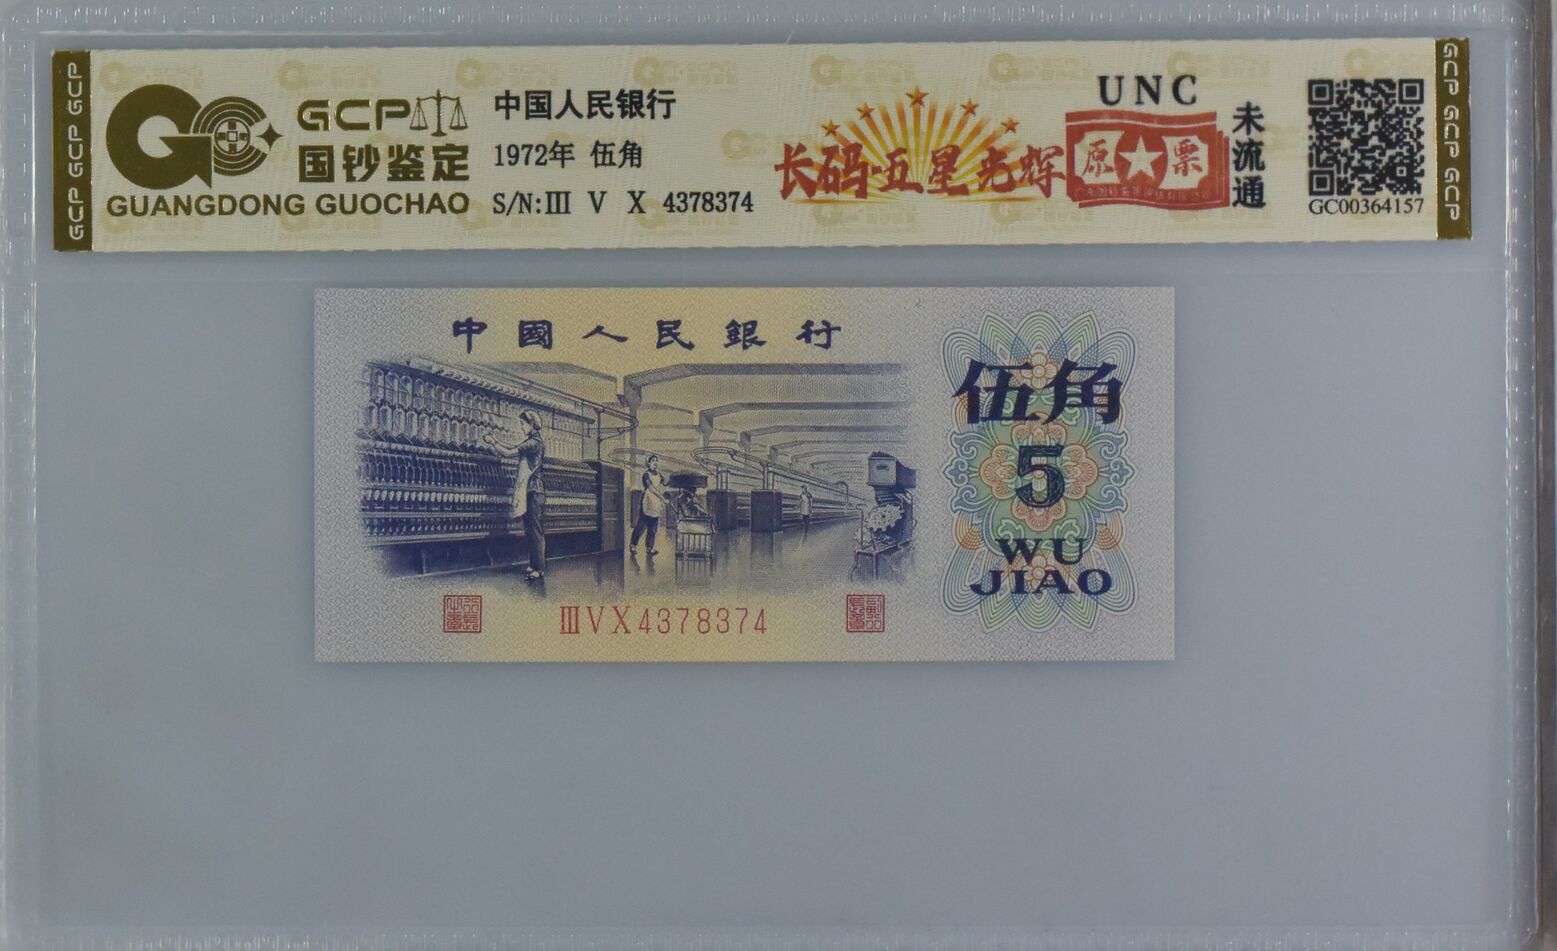 GCP GCP GCP
GCP
国钞鉴定
GUANGDONG GUOCHAO
中国人民银行
1972年 伍角
S/N:Ⅲ V X 4378374
长码·五星光辉
UNC
原票
未流通
GC00364157
GCP GCP GCP
中國人民銀行
伍角
5
WU
JIAO
ⅢVX4378374